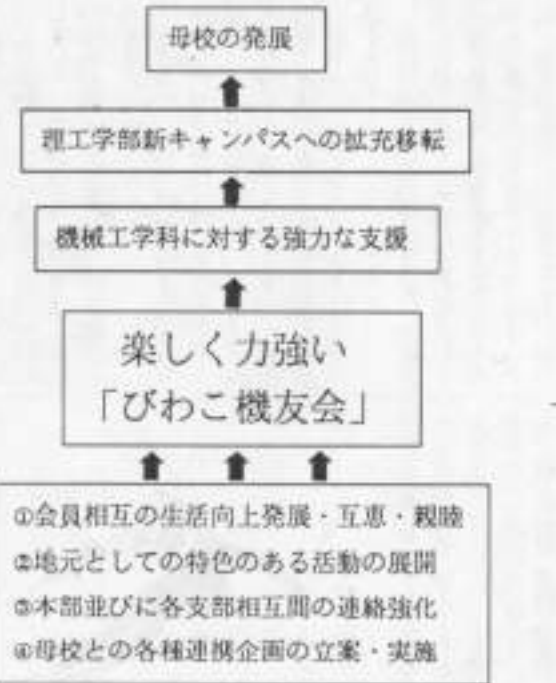 母校の発展
理工学部新キャンパスへの拡充移転
機械工学科に対する強力な支援
楽しく力強い
「びわこ機友会」
①会員相互の生活向上発展・互恵・親睦
②地元としての特色のある活動の展開
③本部並びに各支部相互間の連絡強化
④母校との各種連携企画の立案・実施